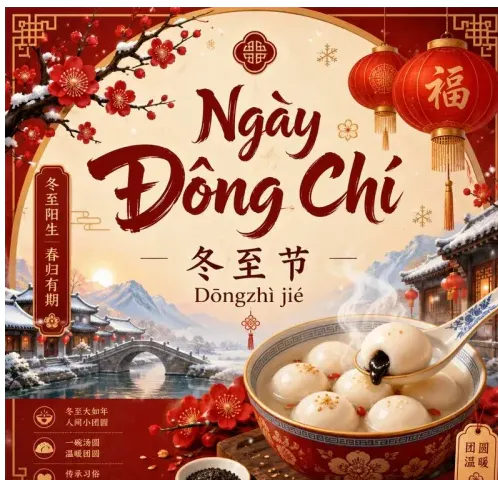 福
Ngày
Đông Chí
冬至节
Dōngzhì jié
冬至阳生
春归有期
冬至大如年
人间小团圆
一碗汤圆
温暖团圆
传承习俗
团圆
温暖